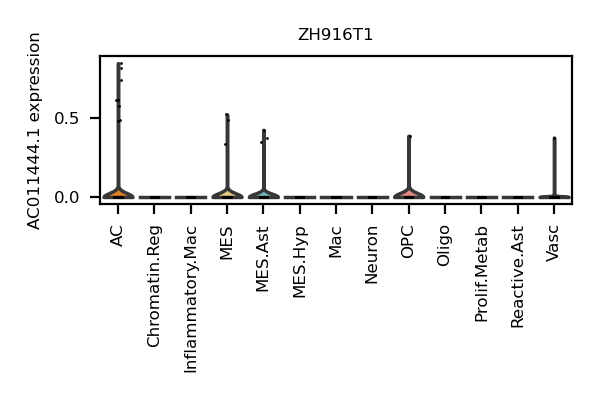 ZH916T1
AC011444.1 expression
0.5
0.0
AC
Chromatin.Reg
Inflammatory.Mac
MES
MES.Ast
MES.Hyp
Mac
Neuron
OPC
Oligo
Prolif.Metab
Reactive.Ast
Vasc